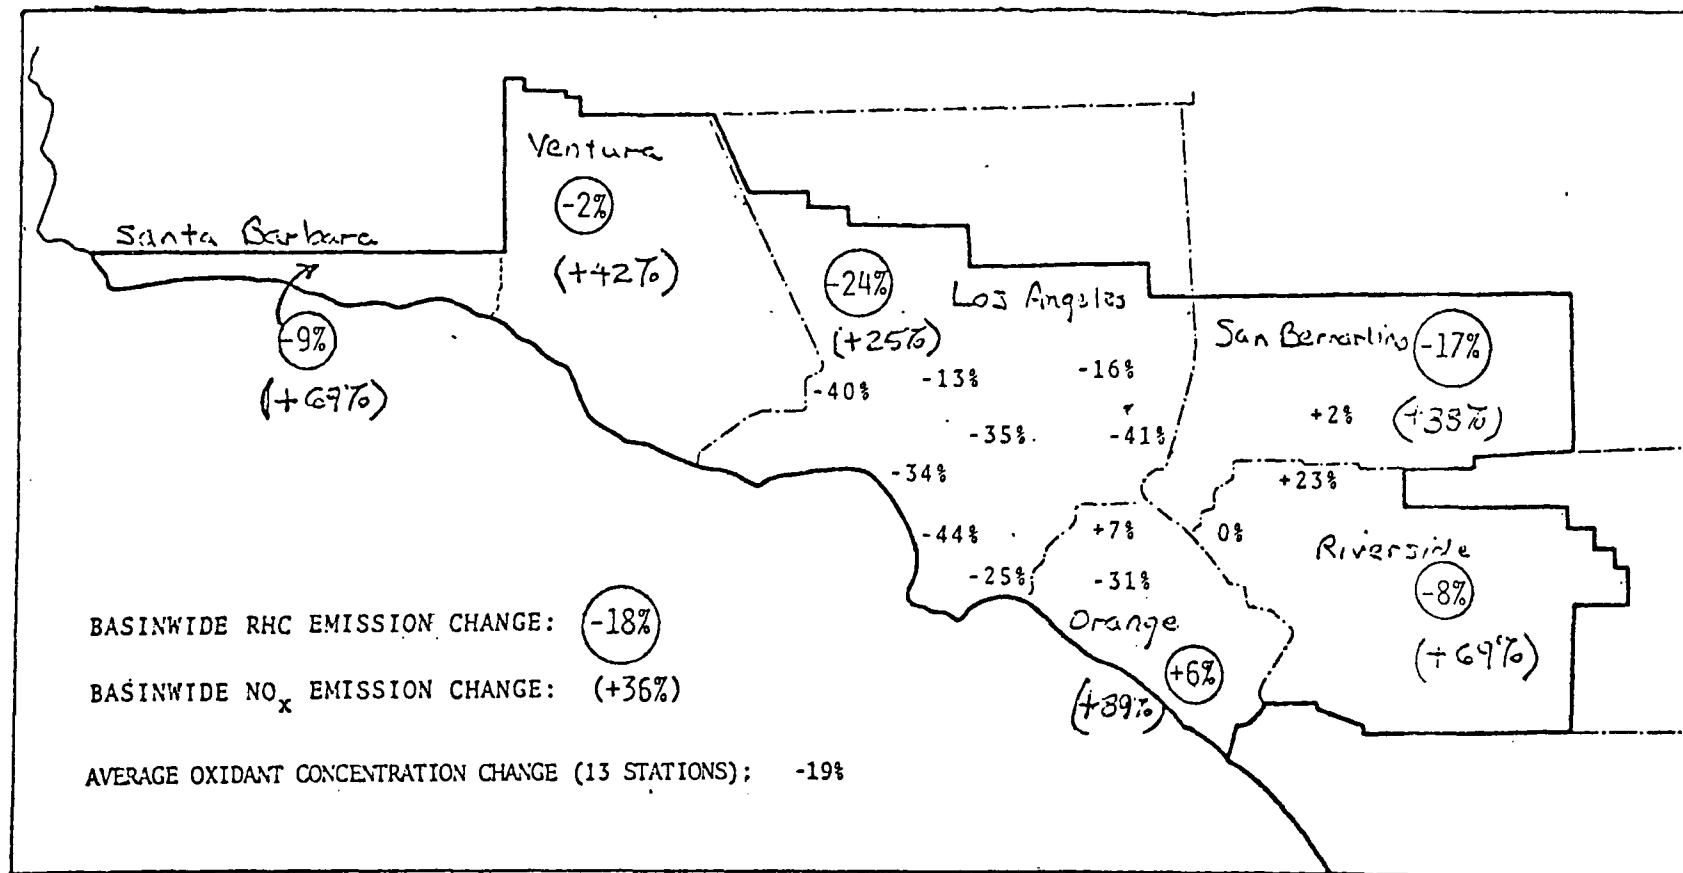 Ventura
-2%
(+42%)
Santa Barbara
-9%
(+69%)
-24%
(+25%)
Los Angeles
San Bernardino
-17%
-40%
-13%
-16%
+2%
-35%
-41%
-34%
+23%
-44%
+7%
0%
Riverside
-8%
(+69%)
-25%
-31%
Orange
+6%
(+39%)
BASINWIDE RHC EMISSION CHANGE: -18%
BASINWIDE NOx EMISSION CHANGE: (+36%)
AVERAGE OXIDANT CONCENTRATION CHANGE (13 STATIONS); -19%